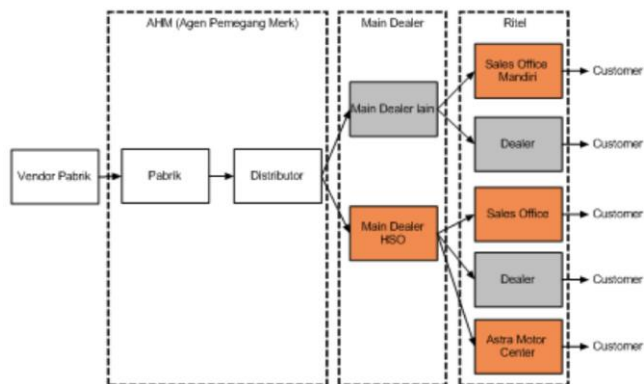 AHM (Agen Pemegang Merk)
Main Dealer
Ritel
Vendor Pabrik
Pabrik
Distributor
Main Dealer lain
Main Dealer
HSO
Sales Office
Mandiri
Customer
Dealer
Customer
Sales Office
Customer
Dealer
Customer
Astra Motor
Center
Customer